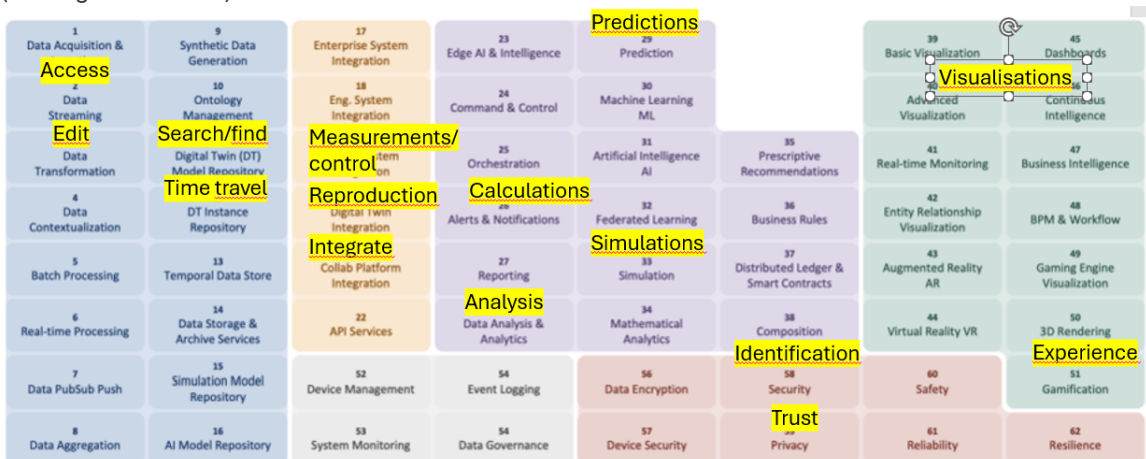 1
Data Acquisition &
Access
2
Data
Streaming
Edit
Data
Transformation
4
Data
Contextualization
5
Batch Processing
6
Real-time Processing
7
Data PubSub Push
8
Data Aggregation
9
Synthetic Data
Generation
10
Ontology
Management
Search/find
Digital Twin (DT)
Model Repository
Time travel
DT Instance
Repository
13
Temporal Data Store
14
Data Storage &
Archive Services
15
Simulation Model
Repository
16
AI Model Repository
17
Enterprise System
Integration
18
Eng. System
Integration
Measurements/
control
Reproduction
Digital Twin
Integration
Integrate
Collab Platform
Integration
22
API Services
52
Device Management
53
System Monitoring
23
Edge AI & Intelligence
24
Command & Control
25
Orchestration
Calculations
26
Alerts & Notifications
27
Reporting
Analysis
Data Analysis &
Analytics
54
Event Logging
54
Data Governance
Predictions
29
Prediction
30
Machine Learning
ML
31
Artificial Intelligence
AI
32
Federated Learning
Simulations
33
Simulation
34
Mathematical
Analytics
56
Data Encryption
57
Device Security
35
Prescriptive
Recommendations
36
Business Rules
37
Distributed Ledger &
Smart Contracts
38
Composition
Identification
58
Security
Trust
Privacy
39
Basic Visualization
Visualisations
40
Advanced
Visualization
41
Real-time Monitoring
42
Entity Relationship
Visualization
43
Augmented Reality
AR
44
Virtual Reality VR
60
Safety
61
Reliability
45
Dashboards
Continuous
Intelligence
47
Business Intelligence
48
BPM & Workflow
49
Gaming Engine
Visualization
50
3D Rendering
Experience
51
Gamification
62
Resilience